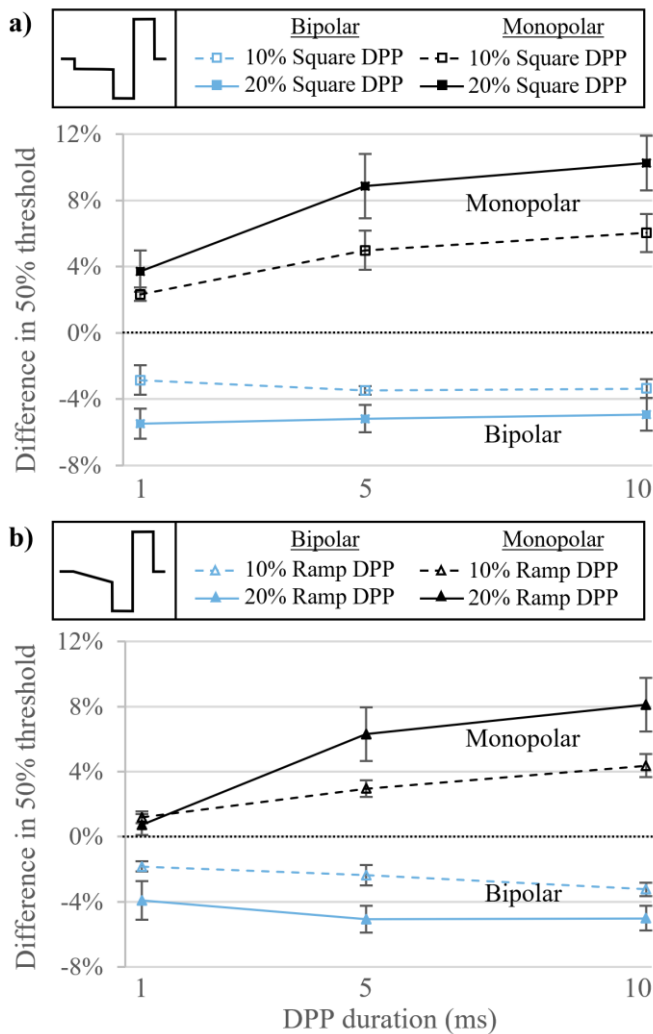 a)
Bipolar Monopolar
10% Square DPP 10% Square DPP
20% Square DPP 20% Square DPP
12%
8%
Monopolar
4%
0%
-4%
Bipolar
-8%
1 5 10
Difference in 50% threshold
b)
Bipolar Monopolar
10% Ramp DPP 10% Ramp DPP
20% Ramp DPP 20% Ramp DPP
12%
8%
Monopolar
4%
0%
Bipolar
-4%
-8%
1 5 10
Difference in 50% threshold
DPP duration (ms)